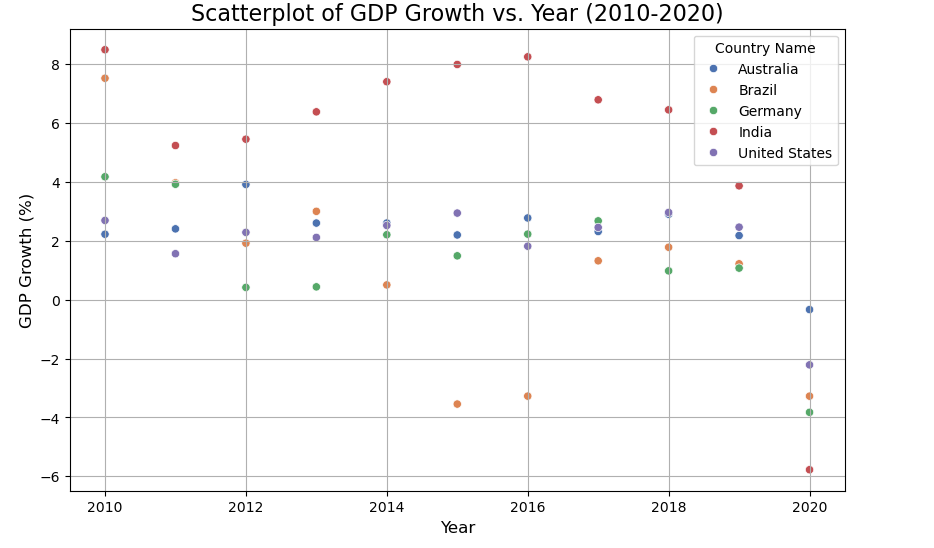 Scatterplot of GDP Growth vs. Year (2010-2020)
Country Name
Australia
Brazil
Germany
India
United States
GDP Growth (%)
8
6
4
2
0
−2
−4
−6
2010 2012 2014 2016 2018 2020
Year